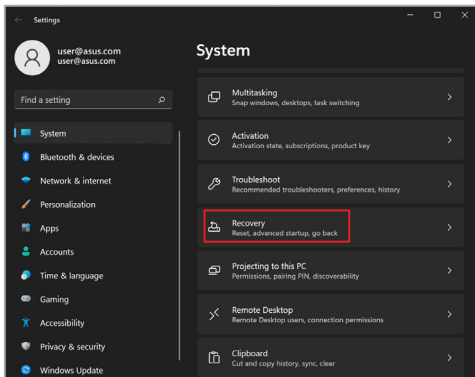 Settings
user@asus.com
user@asus.com
Find a setting
System
Bluetooth & devices
Network & internet
Personalization
Apps
Accounts
Time & language
Gaming
Accessibility
Privacy & security
Windows Update
System
Multitasking
Snap windows, desktops, task switching
Activation
Activation state, subscriptions, product key
Troubleshoot
Recommended troubleshooters, preferences, history
Recovery
Reset, advanced startup, go back
Projecting to this PC
Permissions, pairing PIN, discoverability
Remote Desktop
Remote Desktop users, connection permissions
Clipboard
Cut and copy history, sync, clear